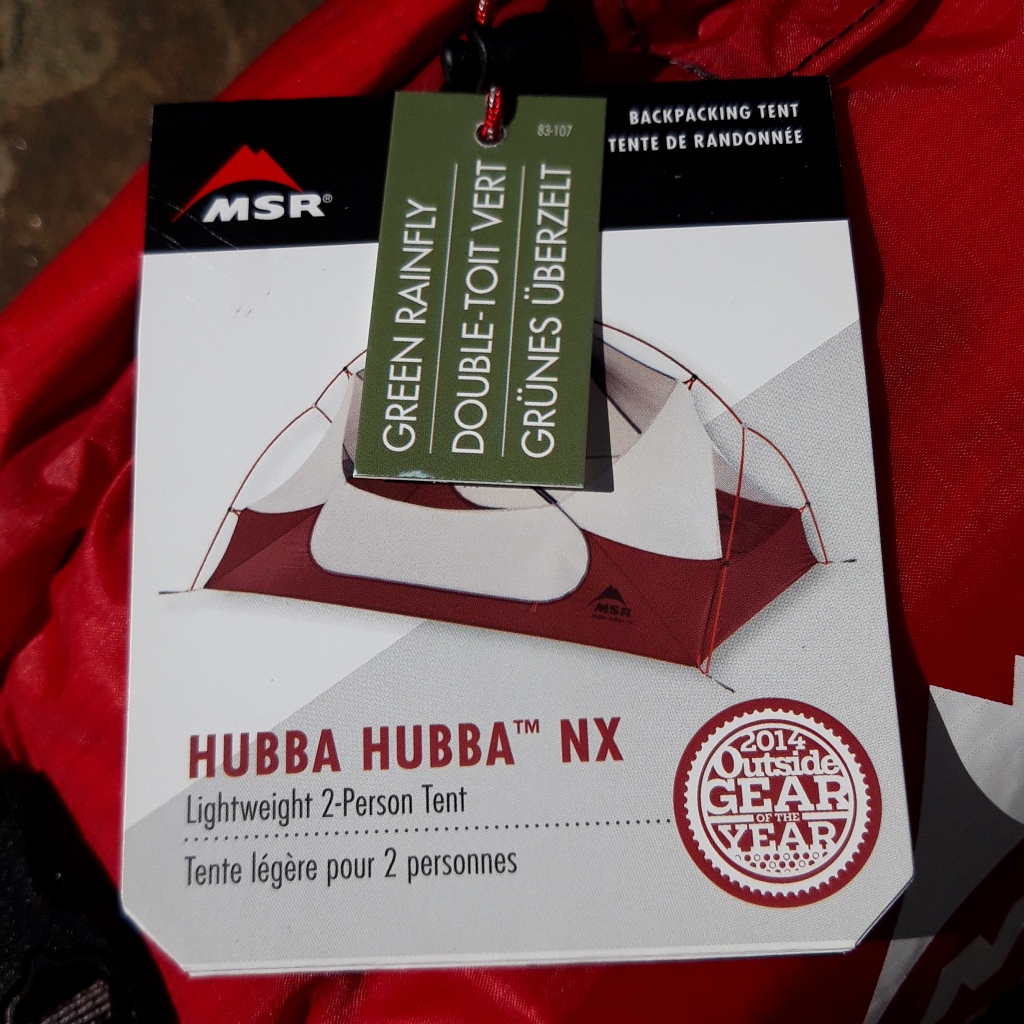 MSR®
BACKPACKING TENT
TENTE DE RANDONNÉE
83-107
GREEN RAINFLY
DOUBLE-TOIT VERT
GRÜNES ÜBERZELT
MSR
HUBBA HUBBA™ NX
Lightweight 2-Person Tent
Tente légère pour 2 personnes
2014
Outside
GEAR
OF THE
YEAR